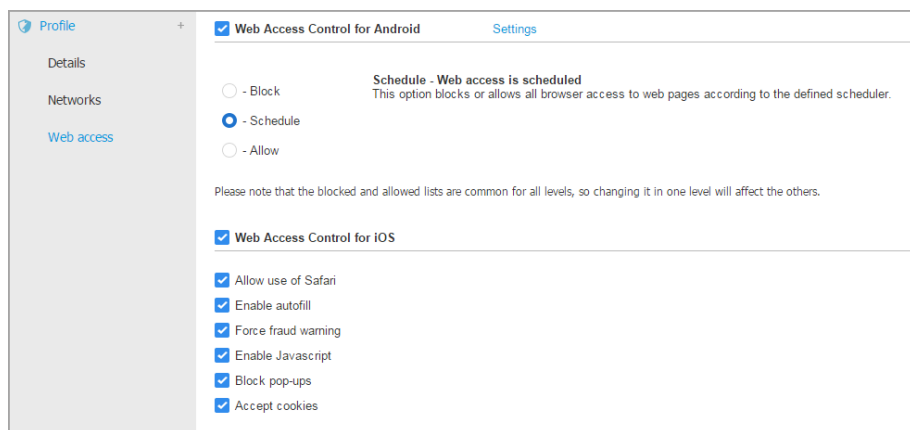 Profile +
Details
Networks
Web access
Web Access Control for Android Settings
- Block
- Schedule
- Allow
Schedule - Web access is scheduled
This option blocks or allows all browser access to web pages according to the defined scheduler.
Please note that the blocked and allowed lists are common for all levels, so changing it in one level will affect the others.
Web Access Control for iOS
Allow use of Safari
Enable autofill
Force fraud warning
Enable Javascript
Block pop-ups
Accept cookies